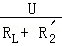 U
R_L + R_2′